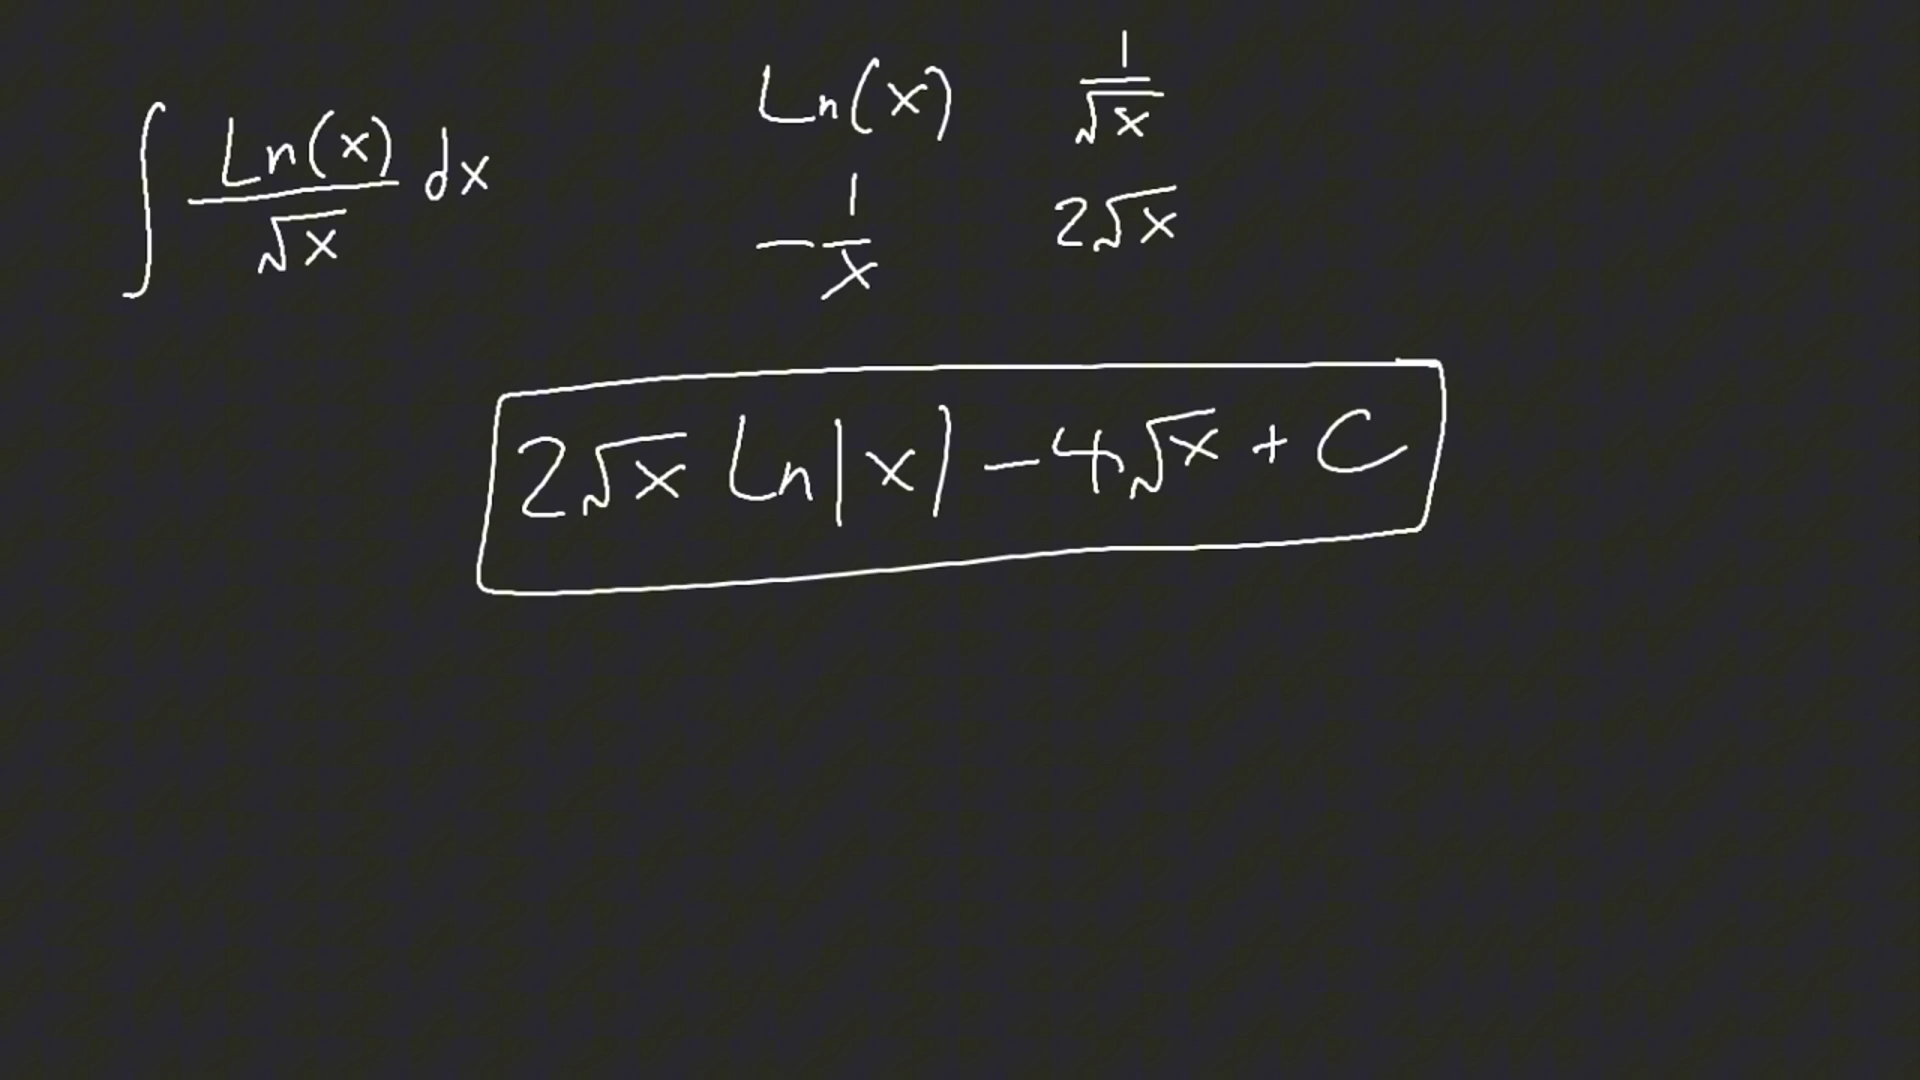 ∫ Ln(x)/√x dx
Ln(x) 1/√x
− 1/x 2√x
2√x Ln|x| − 4√x + C